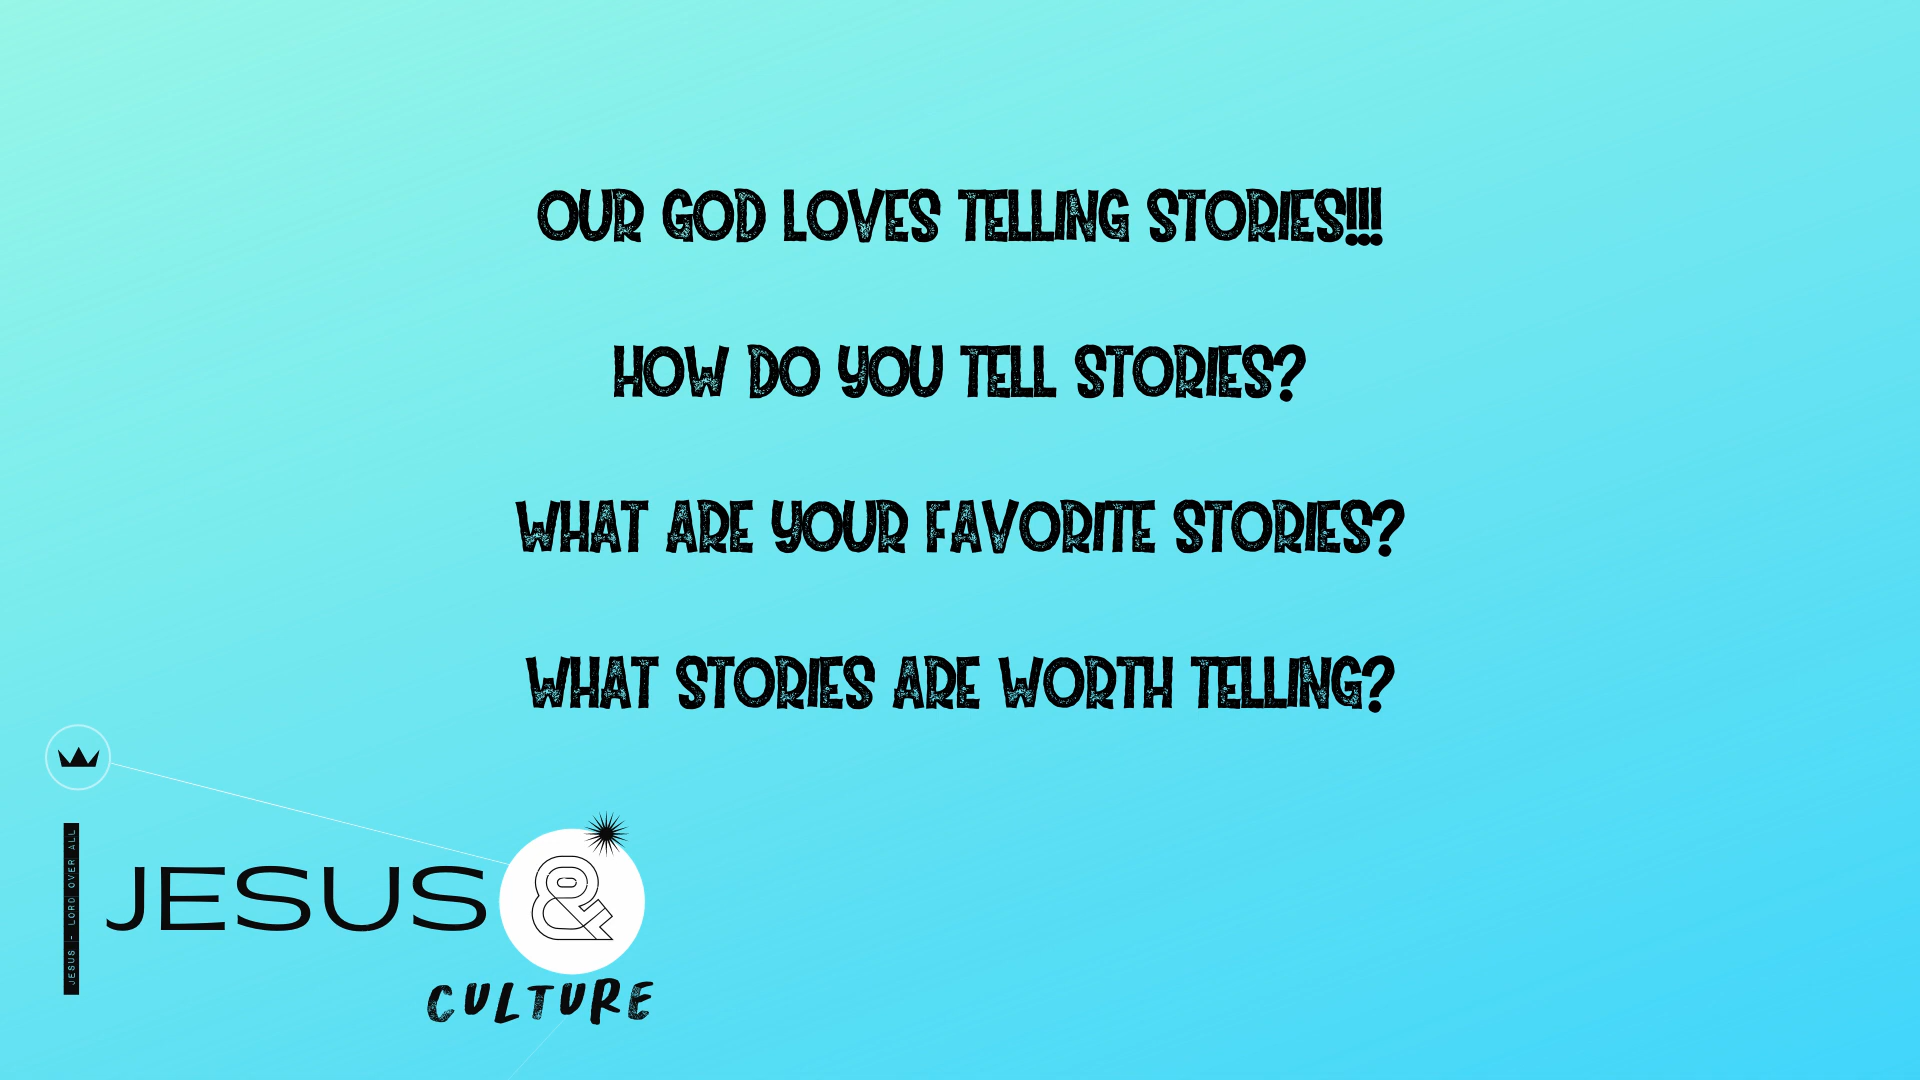 OUR GOD LOVES TELLING STORIES!!!
HOW DO YOU TELL STORIES?
WHAT ARE YOUR FAVORITE STORIES?
WHAT STORIES ARE WORTH TELLING?
JESUS - LORD OVER ALL
JESUS &
CULTURE